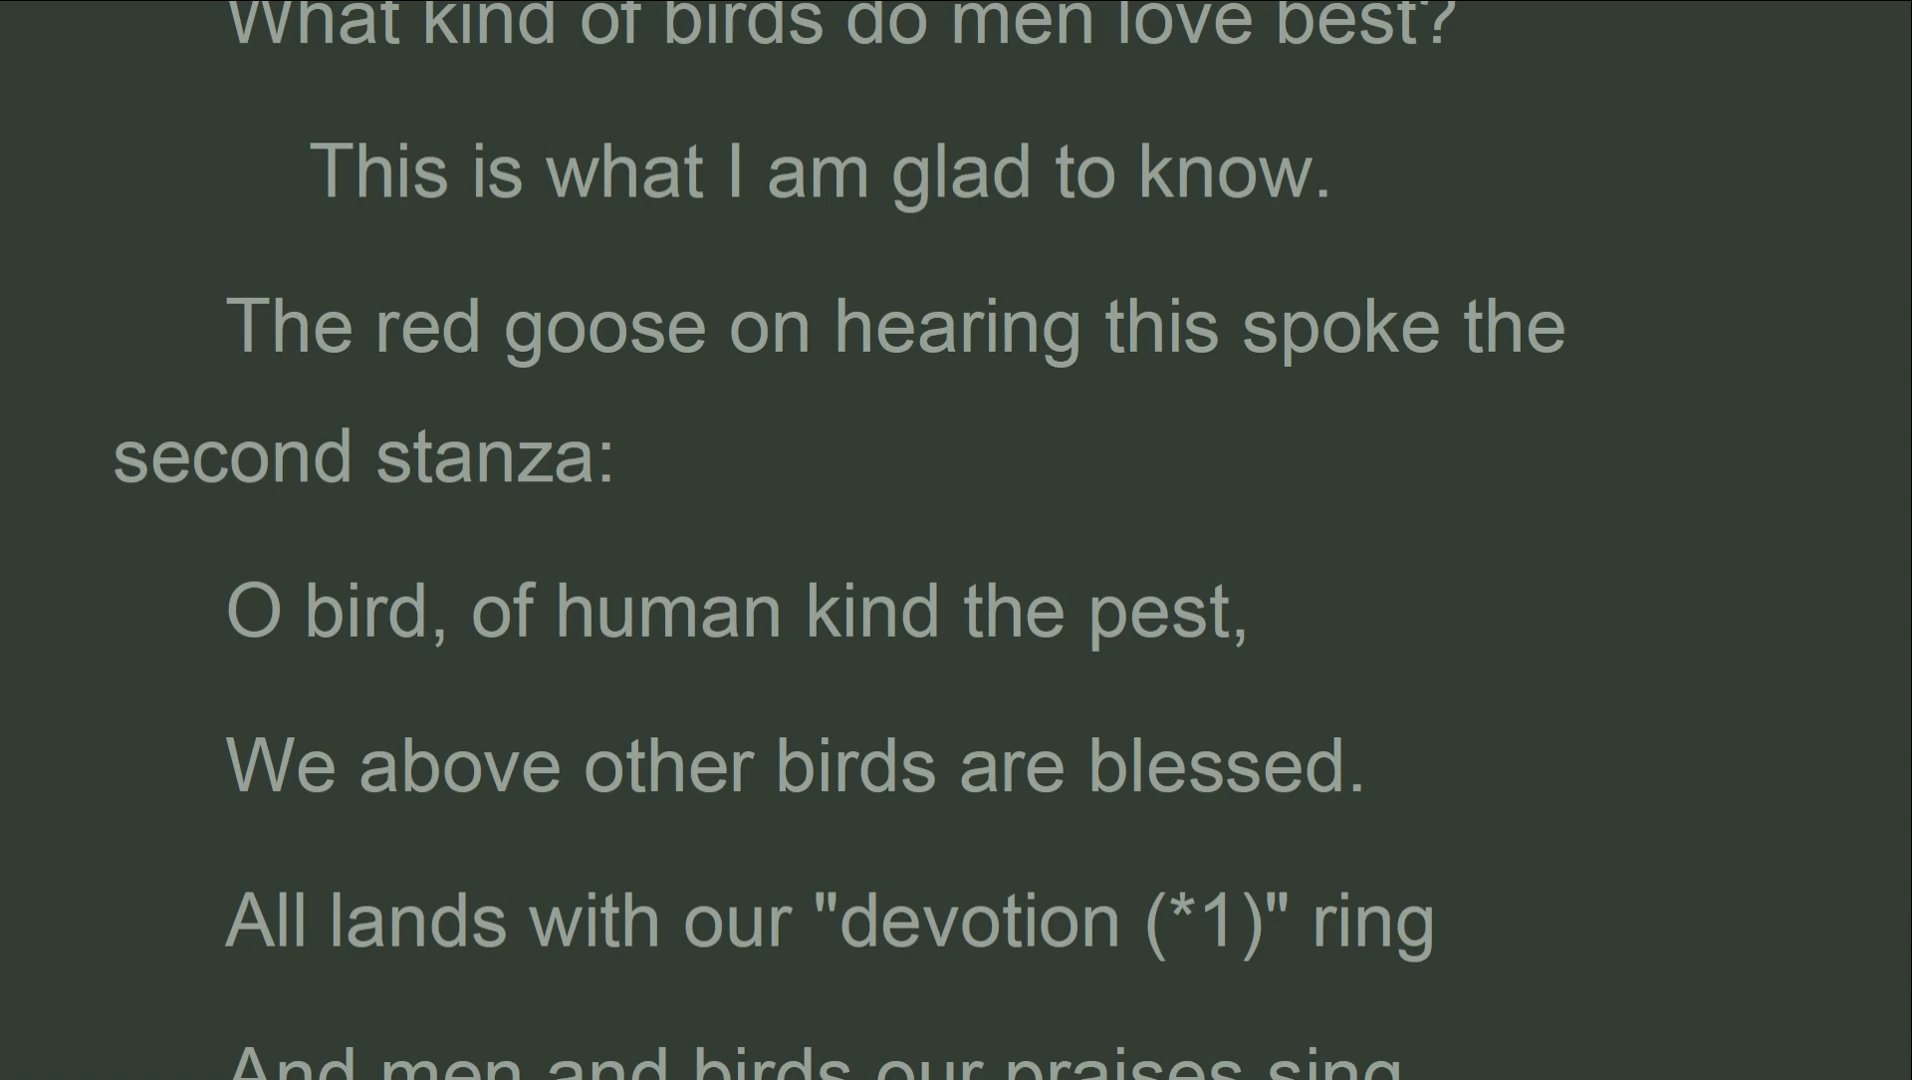 What kind of birds do men love best?
This is what I am glad to know.
The red goose on hearing this spoke the
second stanza:
O bird, of human kind the pest,
We above other birds are blessed.
All lands with our "devotion (*1)" ring
And men and birds our praises sing